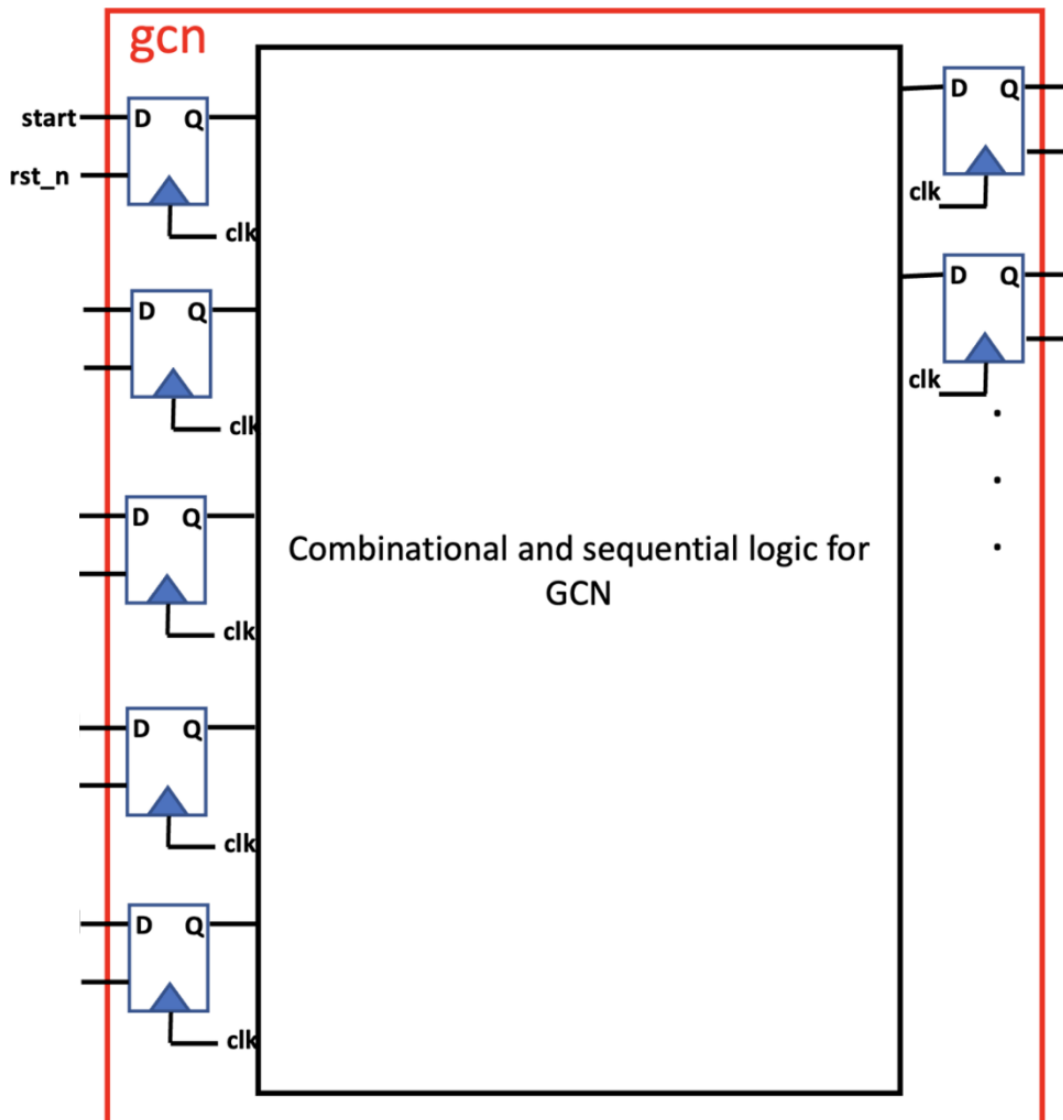 gcn
start
D Q
rst_n
clk
D Q
clk
D Q
clk
D Q
clk
D Q
clk
Combinational and sequential logic for
GCN
D Q
clk
D Q
clk